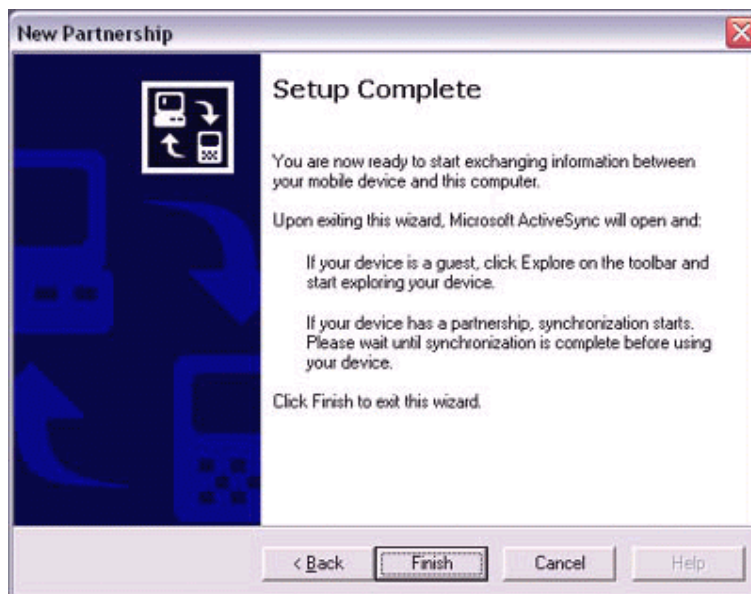 New Partnership
Setup Complete
You are now ready to start exchanging information between
your mobile device and this computer.
Upon exiting this wizard, Microsoft ActiveSync will open and:
If your device is a guest, click Explore on the toolbar and
start exploring your device.
If your device has a partnership, synchronization starts.
Please wait until synchronization is complete before using
your device.
Click Finish to exit this wizard.
< Back Finish Cancel Help